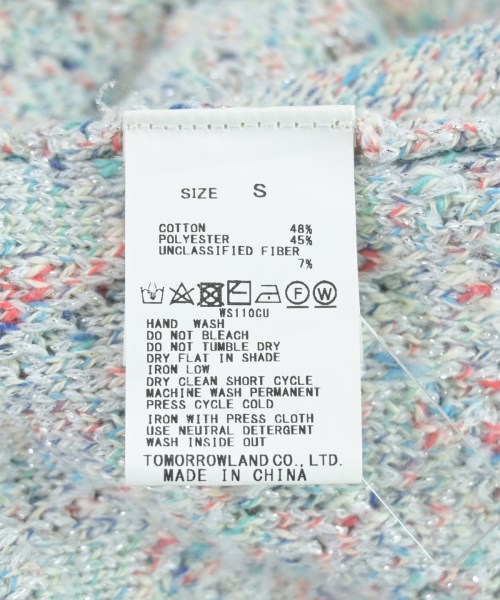 SIZE S
COTTON 48%
POLYESTER 45%
UNCLASSIFIED FIBER
7%
F W
WS110CU
HAND WASH
DO NOT BLEACH
DO NOT TUMBLE DRY
DRY FLAT IN SHADE
IRON LOW
DRY CLEAN SHORT CYCLE
MACHINE WASH PERMANENT
PRESS CYCLE COLD
IRON WITH PRESS CLOTH
USE NEUTRAL DETERGENT
WASH INSIDE OUT
TOMORROWLAND CO., LTD.
MADE IN CHINA